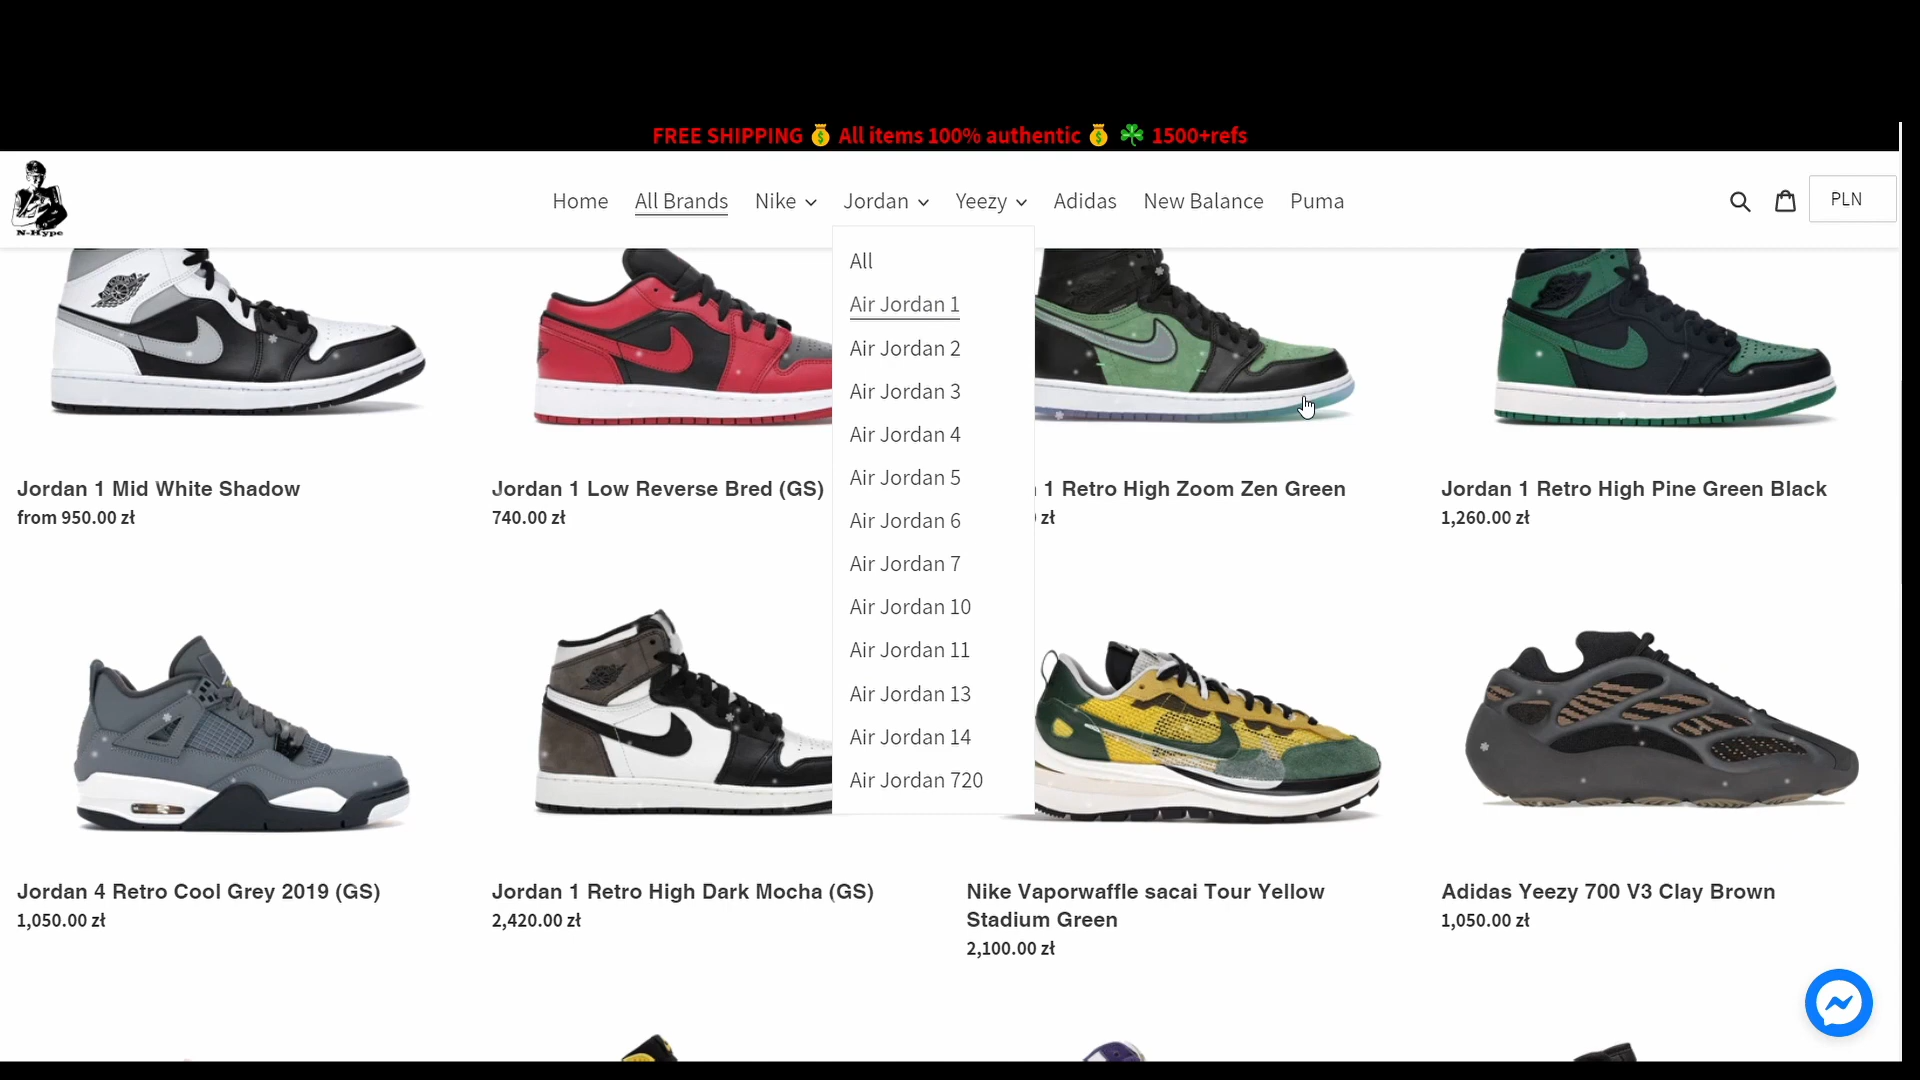 FREE SHIPPING 💰 All items 100% authentic 💰 ☘️ 1500+refs
N-Hype
Home All Brands Nike Jordan Yeezy Adidas New Balance Puma
PLN
All
Air Jordan 1
Air Jordan 2
Air Jordan 3
Air Jordan 4
Air Jordan 5
Air Jordan 6
Air Jordan 7
Air Jordan 10
Air Jordan 11
Air Jordan 13
Air Jordan 14
Air Jordan 720
Jordan 1 Mid White Shadow
from 950.00 zł
Jordan 1 Low Reverse Bred (GS)
740.00 zł
1 Retro High Zoom Zen Green
zł
Jordan 1 Retro High Pine Green Black
1,260.00 zł
Jordan 4 Retro Cool Grey 2019 (GS)
1,050.00 zł
Jordan 1 Retro High Dark Mocha (GS)
2,420.00 zł
Nike Vaporwaffle sacai Tour Yellow
Stadium Green
2,100.00 zł
Adidas Yeezy 700 V3 Clay Brown
1,050.00 zł